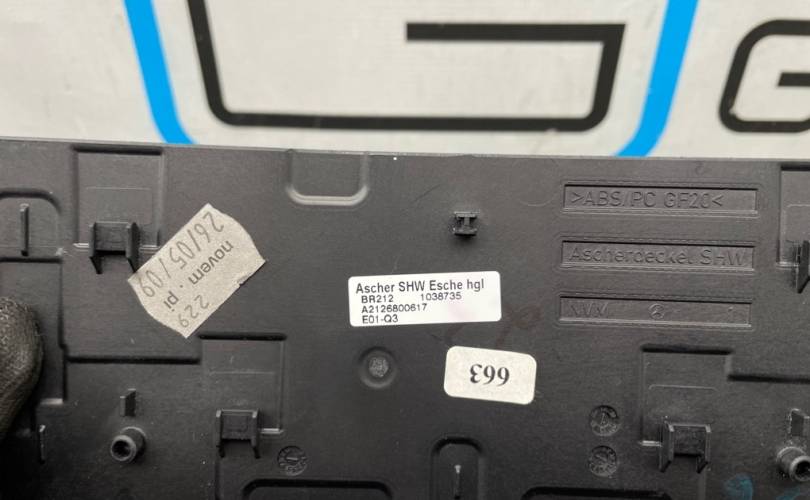 >ABS/PC GF20<
Ascherdeckel SHW
novem . pl
26/05/09
229
Ascher SHW Esche hgl
BR212 1038735
A2126800617
E01-Q3
663